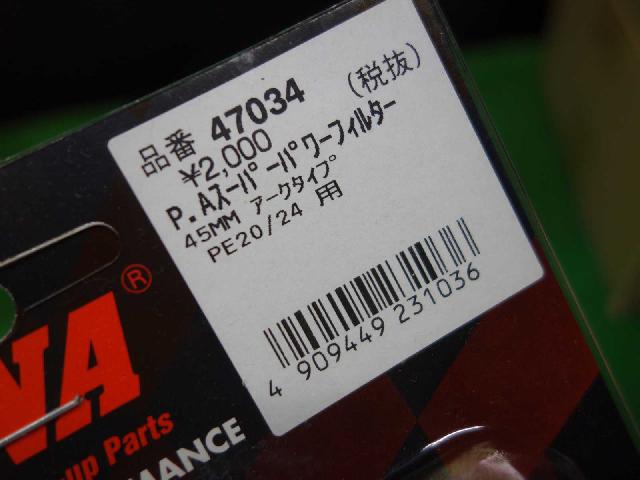 品番 47034
¥2,000 (税抜)
P.Aスーパーパワーフィルター
45MM アークタイプ
PE20/24 用
4 909449 231036
NA®
up Parts
MANCE